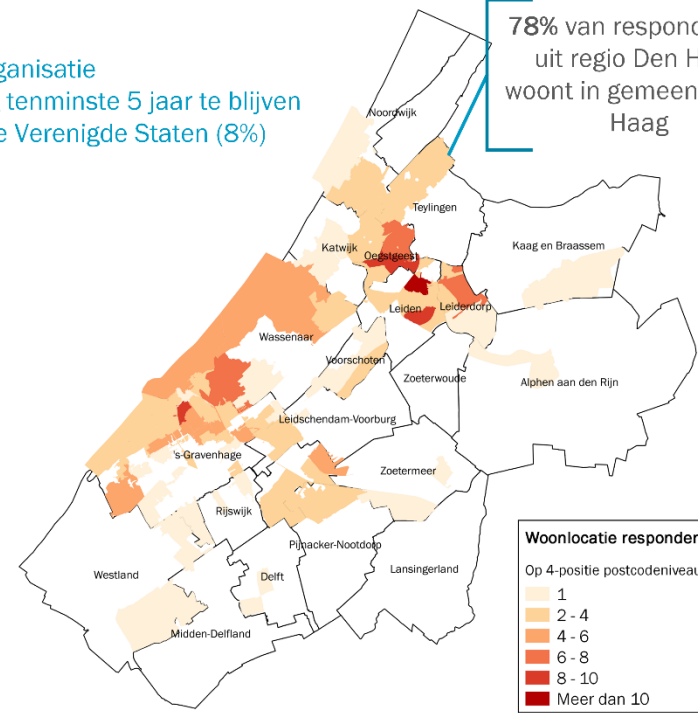 ganisatie
tenminste 5 jaar te blijven
e Verenigde Staten (8%)
78% van respond
uit regio Den H
woont in gemeen
Haag
Noordwijk
Teylingen
Katwijk
Kaag en Braassem
Oegstgeest
Leiden
Leiderdorp
Wassenaar
Voorschoten
Zoeterwoude
Alphen aan den Rijn
Leidschendam-Voorburg
's-Gravenhage
Zoetermeer
Rijswijk
Pijnacker-Nootdorp
Westland
Delft
Lansingerland
Midden-Delfland
Woonlocatie responder
Op 4-positie postcodeniveau
1
2 - 4
4 - 6
6 - 8
8 - 10
Meer dan 10